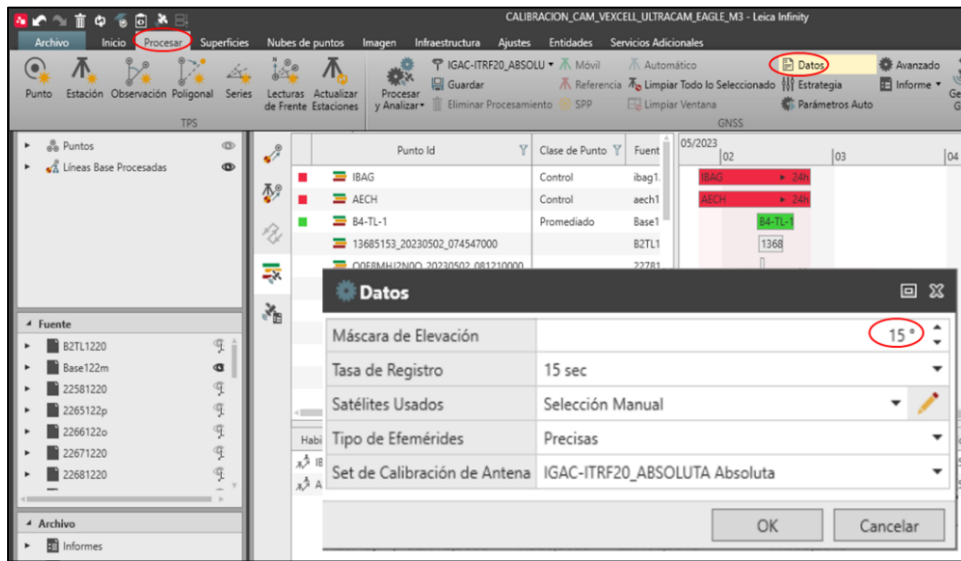 CALIBRACION_CAM_VEXCELL_ULTRACAM_EAGLE_M3 - Leica Infinity
Archivo Inicio Procesar Superficies Nubes de puntos Imagen Infraestructura Ajustes Entidades Servicios Adicionales
Punto Estación Observación Poligonal Series
TPS
Lecturas de Frente
Actualizar Estaciones
Procesar y Analizar
IGAC-ITRF20_ABSOLU
Guardar
Eliminar Procesamiento
Móvil
Referencia
SPP
Automático
Limpiar Todo lo Seleccionado
Limpiar Ventana
Datos
Estrategia
Parámetros Auto
Avanzado
Informe
GNSS
Puntos
Líneas Base Procesadas
Fuente
B2TL1220
Base122m
22581220
2265122p
2266122o
22671220
22681220
Archivo
Informes
Punto Id Clase de Punto Fuent
IBAG Control ibag1.
AECH Control aech1
B4-TL-1 Promediado Base1
13685153_20230502_074547000 B2TL1
22781
Habi
05/2023
02 03 04
IBAG 24h
AECH 24h
B4-TL-1
1368
Datos
Máscara de Elevación 15 °
Tasa de Registro 15 sec
Satélites Usados Selección Manual
Tipo de Efemérides Precisas
Set de Calibración de Antena IGAC-ITRF20_ABSOLUTA Absoluta
OK Cancelar